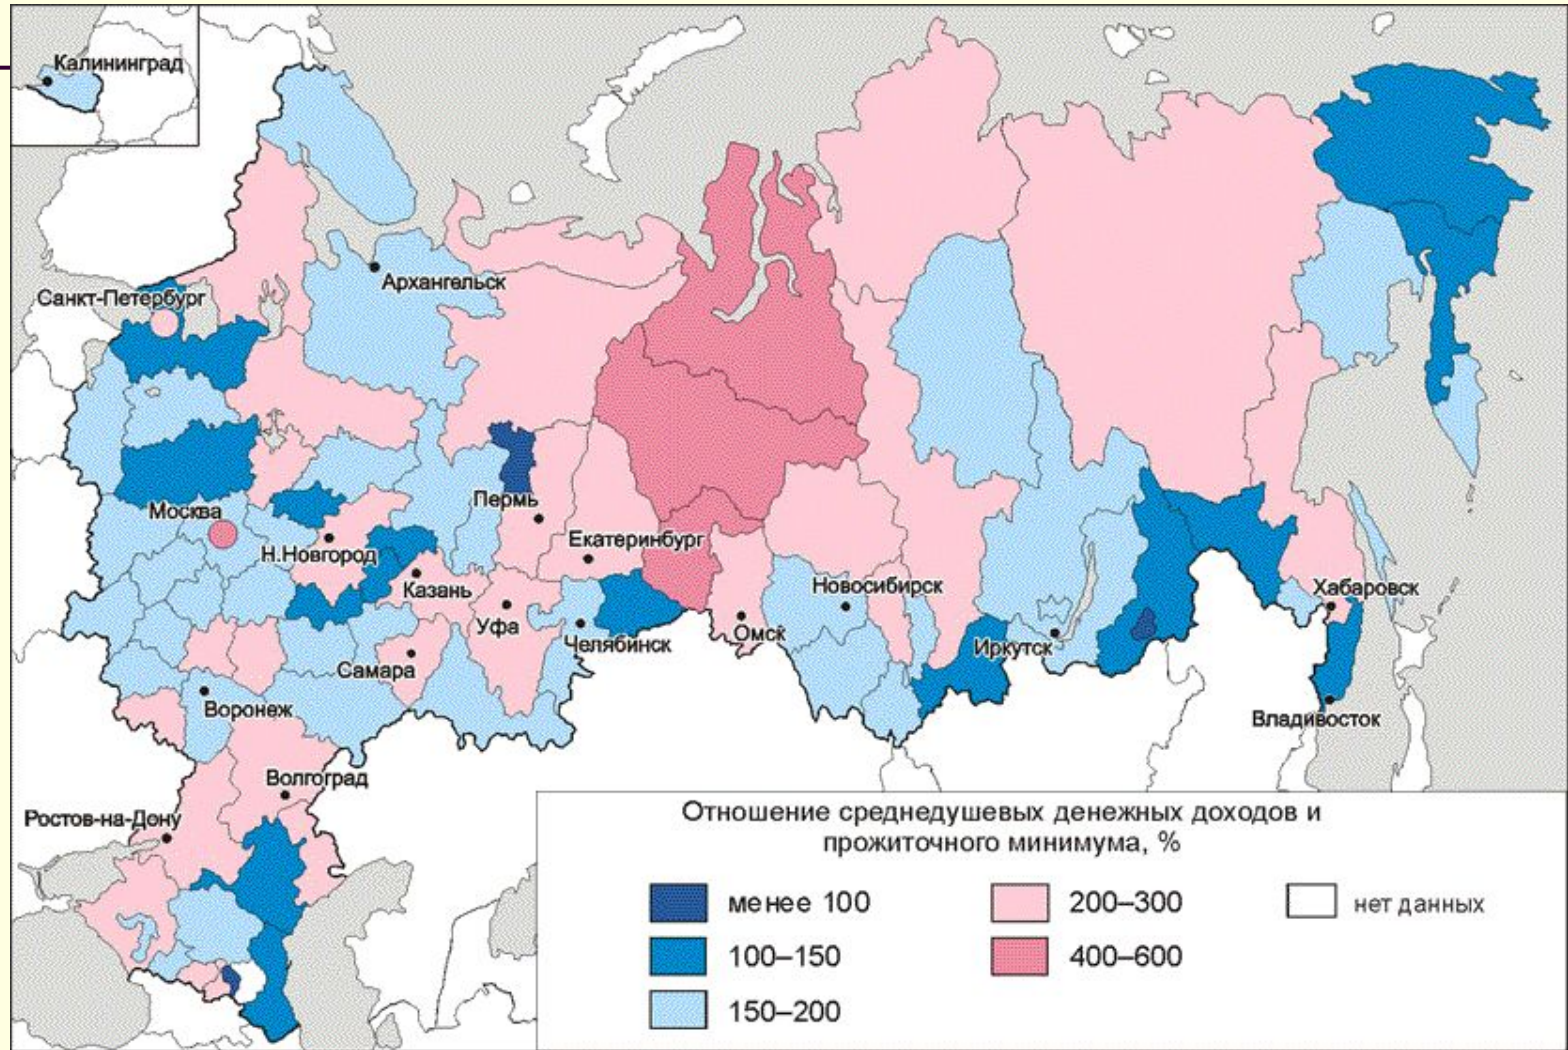 Калининград
Архангельск
Санкт-Петербург
Москва
Пермь
Н.Новгород
Екатеринбург
Казань
Уфа
Челябинск
Новосибирск
Омск
Иркутск
Хабаровск
Владивосток
Самара
Воронеж
Волгоград
Ростов-на-Дону
Отношение среднедушевых денежных доходов и
прожиточного минимума, %
менее 100
100–150
150–200
200–300
400–600
нет данных